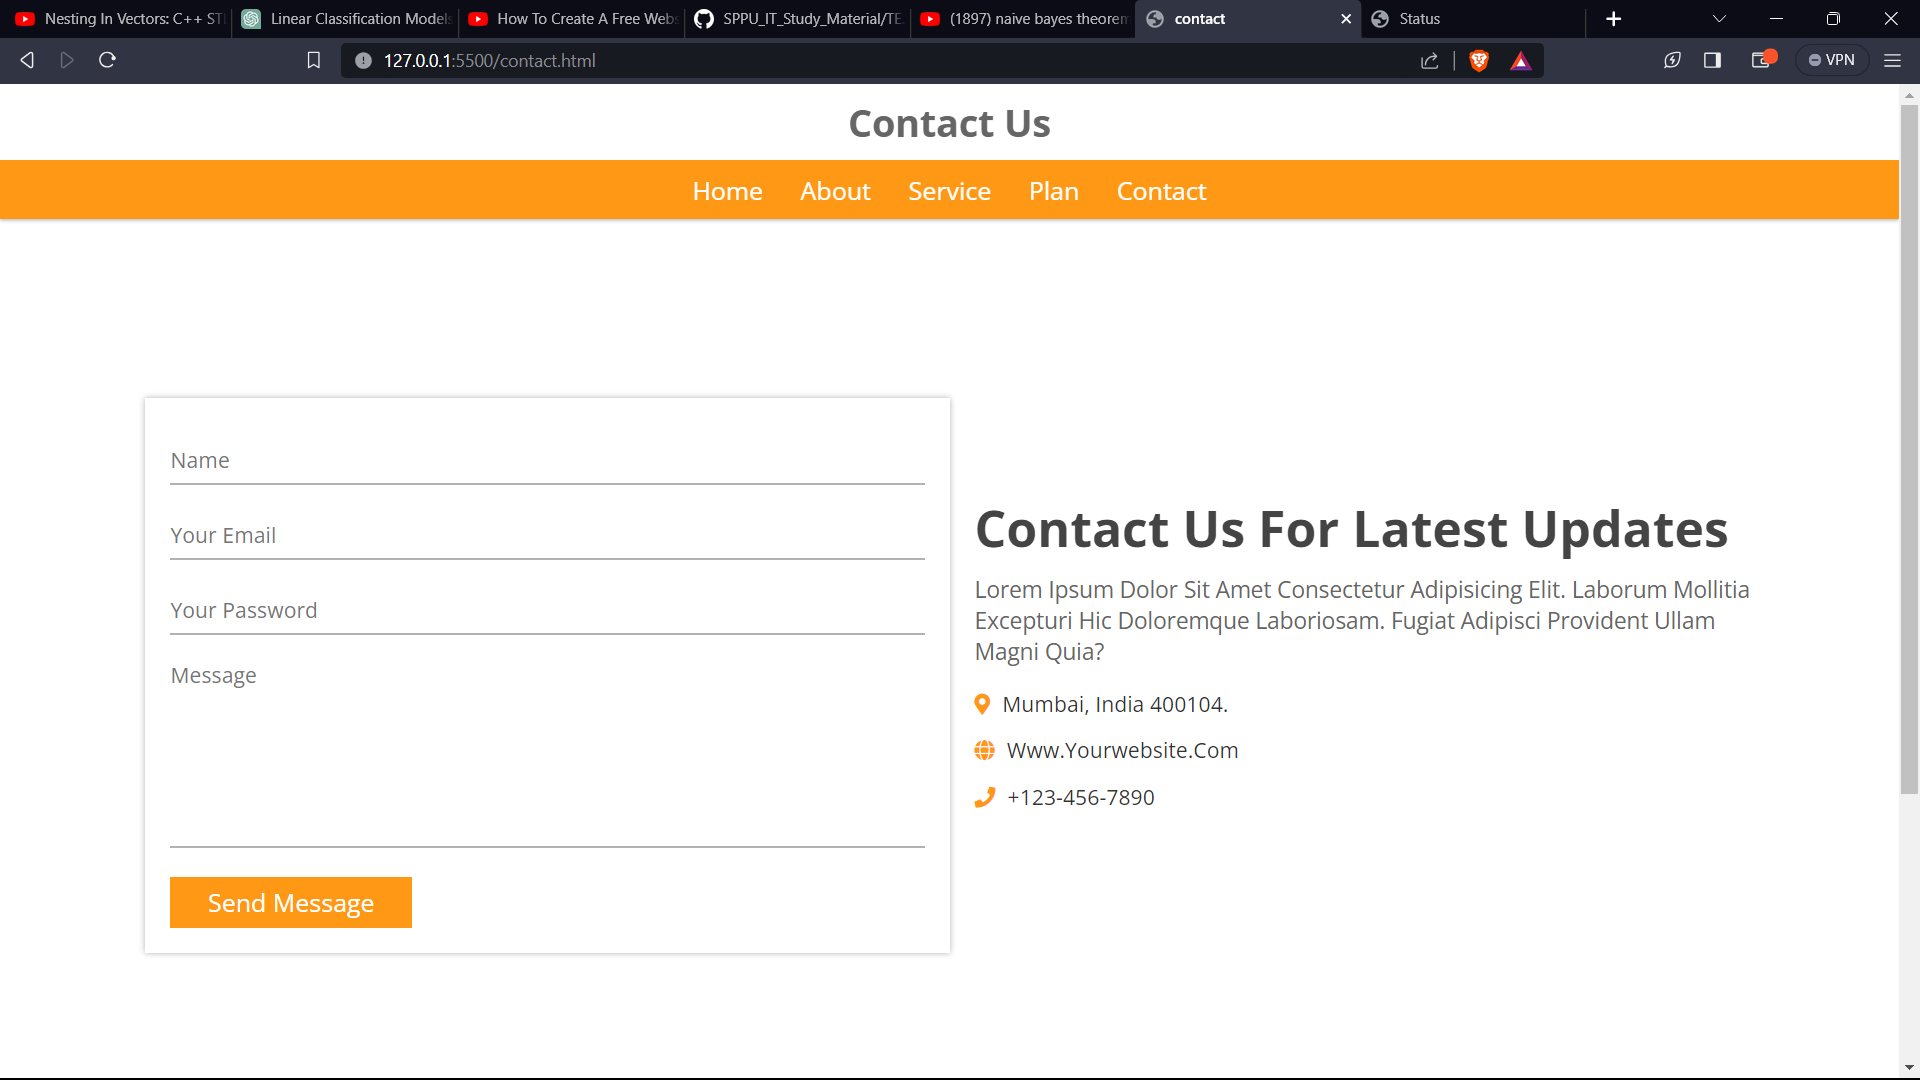 Nesting In Vectors: C++ ST
Linear Classification Models
How To Create A Free Webs
SPPU_IT_Study_Material/TE
(1897) naive bayes theorem
contact
Status
127.0.0.1:5500/contact.html
VPN
Contact Us
Home About Service Plan Contact
Name
Your Email
Your Password
Message
Send Message
Contact Us For Latest Updates
Lorem Ipsum Dolor Sit Amet Consectetur Adipisicing Elit. Laborum Mollitia
Excepturi Hic Doloremque Laboriosam. Fugiat Adipisci Provident Ullam
Magni Quia?
Mumbai, India 400104.
Www.Yourwebsite.Com
+123-456-7890